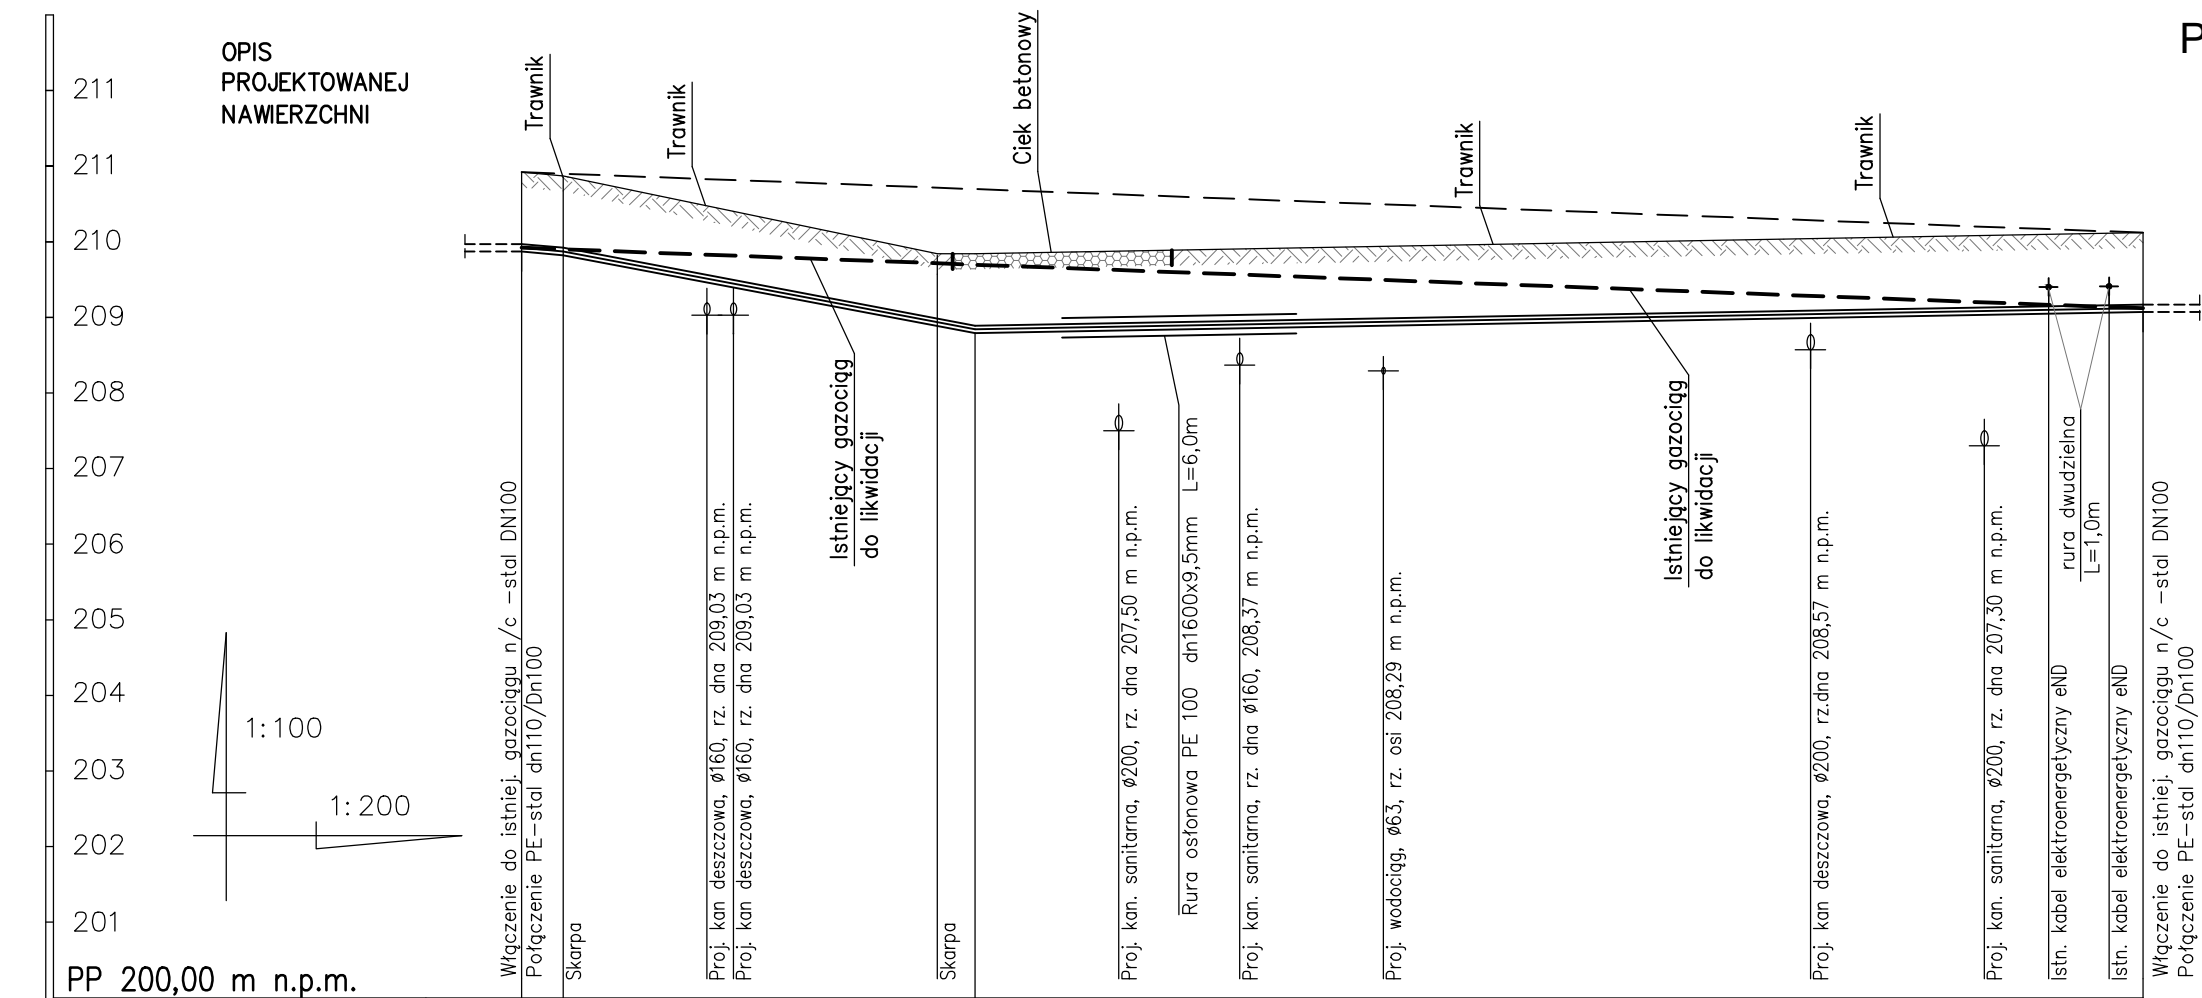 P
OPIS
PROJEKTOWANEJ
NAWIERZCHNI
211
211
210
209
208
207
206
205
204
203
202
201
PP 200,00 m n.p.m.
1:100
1:200
Trawnik
Trawnik
Ciek betonowy
Trawnik
Trawnik
Włączenie do istniej. gazociągu n/c -stal DN100
Połączenie PE-stal dn110/Dn100
Skarpa
Proj. kan deszczowa, ø160, rz. dna 209,03 m n.p.m.
Proj. kan deszczowa, ø160, rz. dna 209,03 m n.p.m.
Istniejący gazociąg
do likwidacji
Skarpa
Proj. kan. sanitarna, ø200, rz. dna 207,50 m n.p.m.
Rura osłonowa PE 100 dn1600x9,5mm L=6,0m
Proj. kan. sanitarna, rz. dna ø160, 208,37 m n.p.m.
Proj. wodociąg, ø63, rz. osi 208,29 m n.p.m.
Istniejący gazociąg
do likwidacji
Proj. kan deszczowa, ø200, rz.dna 208,57 m n.p.m.
Proj. kan. sanitarna, ø200, rz. dna 207,30 m n.p.m.
Istn. kabel elektroenergetyczny eND
rura dwudzielna
L=1,0m
Istn. kabel elektroenergetyczny eND
Włączenie do istniej. gazociągu n/c -stal DN100
Połączenie PE-stal dn110/Dn100